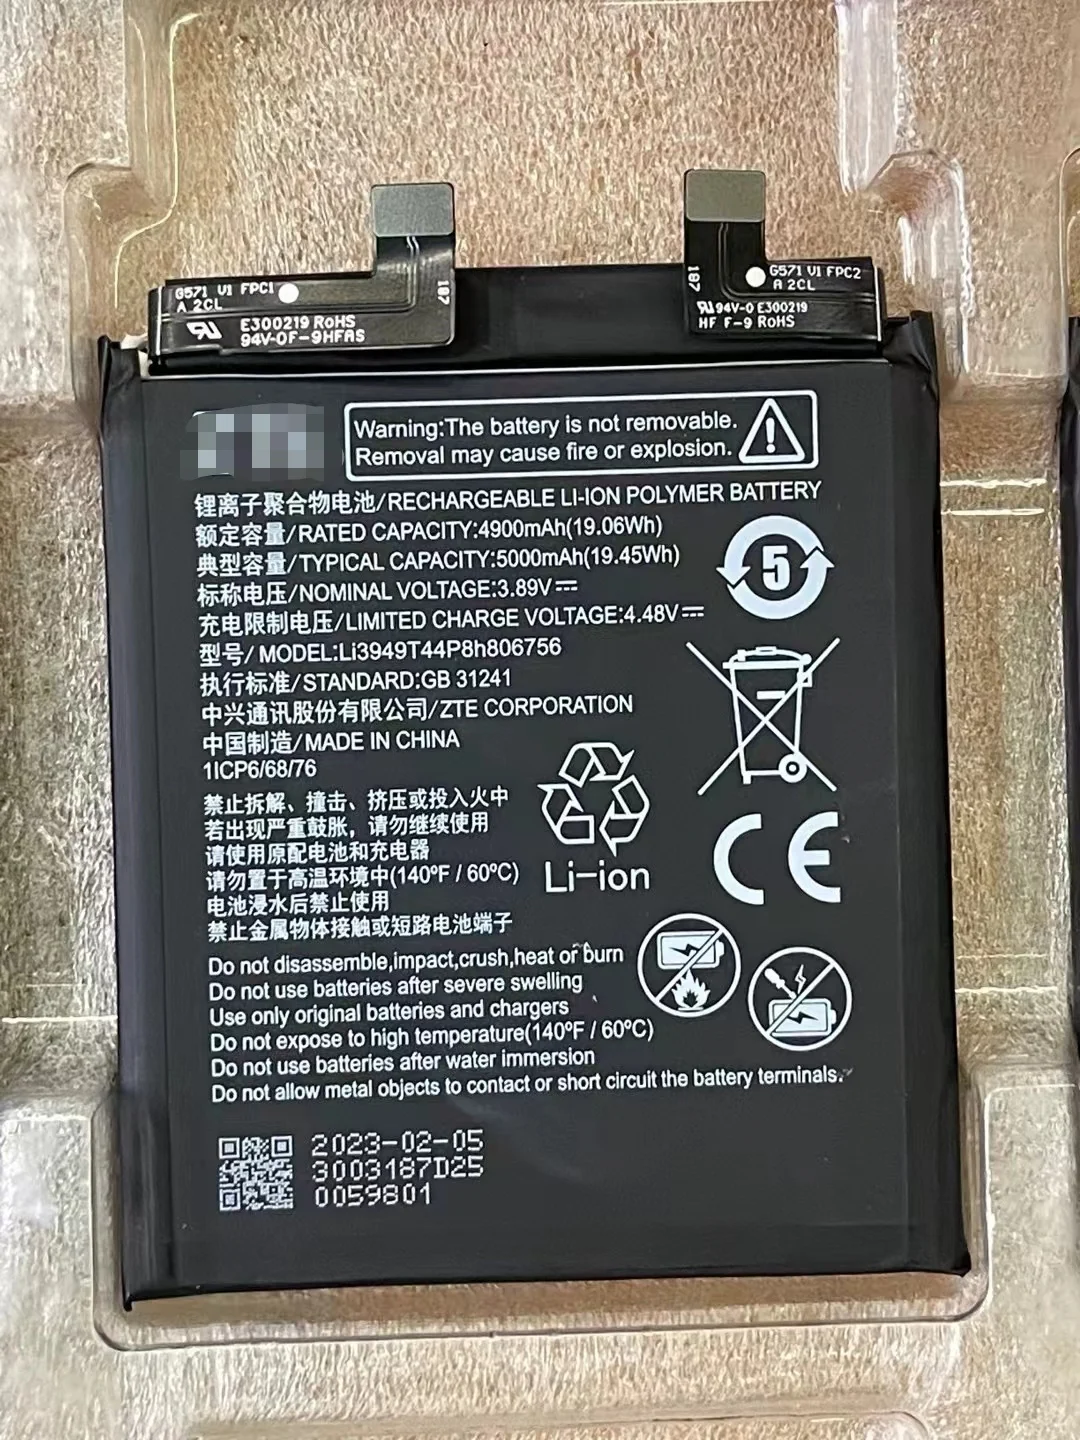 G571 V1 FPC1
A 2CL
187
E300219 RoHS
94V-0F-9HFAS
187
G571 V1 FPC2
A 2CL
94V-0 E300219
HF F-9 RoHS
Warning:The battery is not removable.
Removal may cause fire or explosion.
锂离子聚合物电池/RECHARGEABLE LI-ION POLYMER BATTERY
额定容量/RATED CAPACITY:4900mAh(19.06Wh)
典型容量/TYPICAL CAPACITY:5000mAh(19.45Wh)
标称电压/NOMINAL VOLTAGE:3.89V⎓
充电限制电压/LIMITED CHARGE VOLTAGE:4.48V⎓
型号/ MODEL:Li3949T44P8h806756
执行标准/STANDARD:GB 31241
中兴通讯股份有限公司/ZTE CORPORATION
中国制造/MADE IN CHINA
1ICP6/68/76
5
禁止拆解、撞击、挤压或投入火中
若出现严重鼓胀，请勿继续使用
请使用原配电池和充电器
请勿置于高温环境中(140ºF / 60ºC)
电池浸水后禁止使用
禁止金属物体接触或短路电池端子
Li-ion
CE
Do not disassemble,impact,crush,heat or burn
Do not use batteries after severe swelling
Use only original batteries and chargers
Do not expose to high temperature(140ºF / 60ºC)
Do not use batteries after water immersion
Do not allow metal objects to contact or short circuit the battery terminals.
2023-02-05
3003187D25
0059801